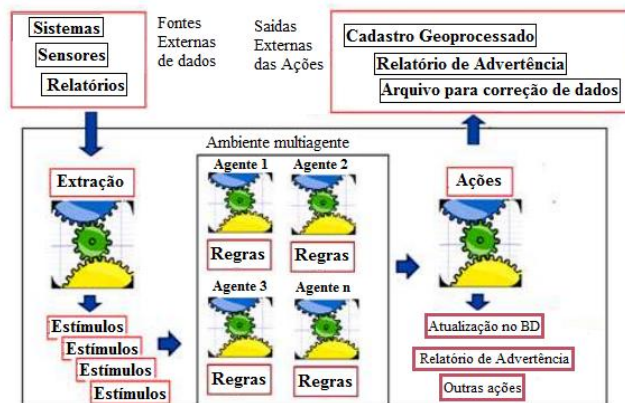 Sistemas
Sensores
Relatórios
Fontes
Externas
de dados
Saídas
Externas
das Ações
Cadastro Geoprocessado
Relatório de Advertência
Arquivo para correção de dados
Extração
Estímulos
Estímulos
Estímulos
Estímulos
Ambiente multiagente
Agente 1
Agente 2
Regras
Regras
Agente 3
Agente n
Regras
Regras
Ações
Atualização no BD
Relatório de Advertência
Outras ações